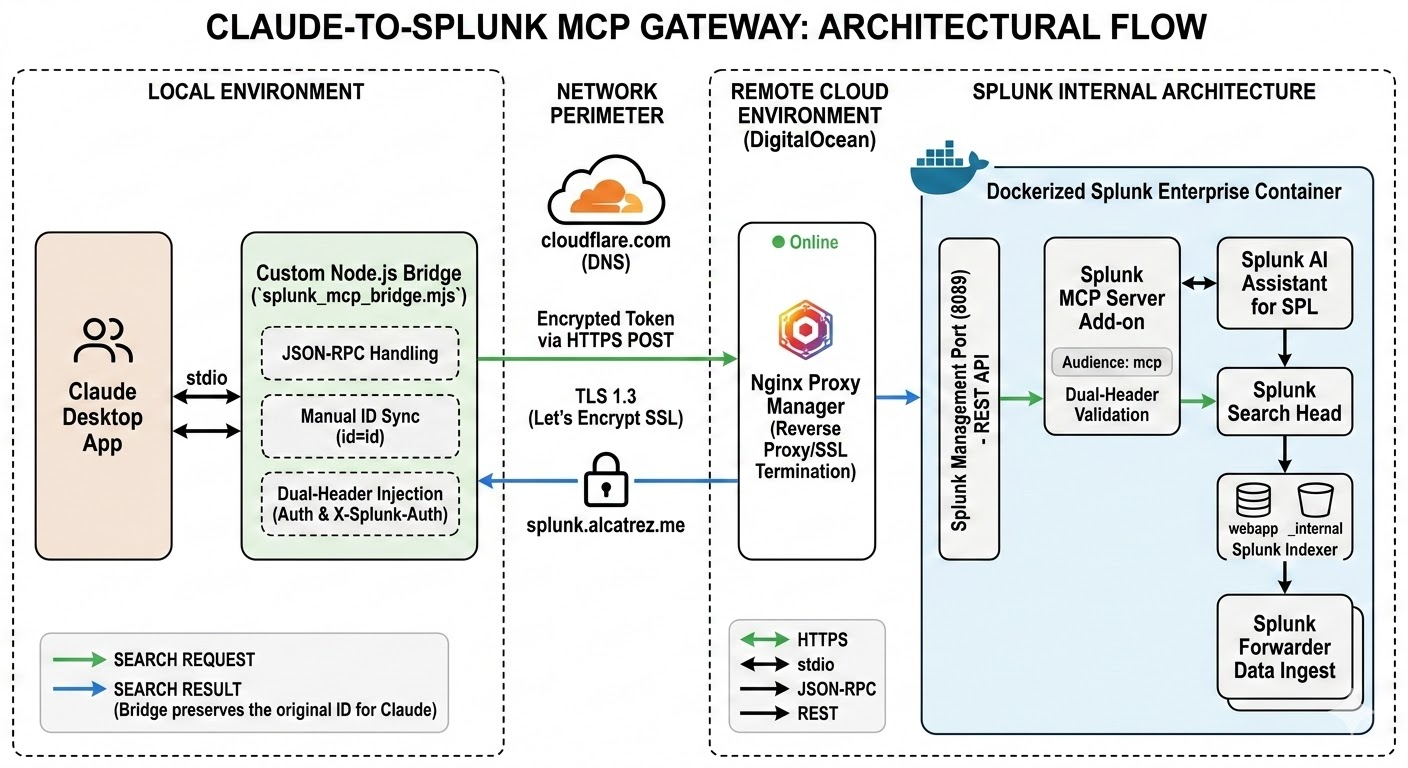 CLAUDE-TO-SPLUNK MCP GATEWAY: ARCHITECTURAL FLOW
LOCAL ENVIRONMENT
Claude
Desktop
App
stdio
Custom Node.js Bridge
(`splunk_mcp_bridge.mjs`)
JSON-RPC Handling
Manual ID Sync
(id=id)
Dual-Header Injection
(Auth & X-Splunk-Auth)
SEARCH REQUEST
SEARCH RESULT
(Bridge preserves the original ID for Claude)
NETWORK
PERIMETER
cloudflare.com
(DNS)
Encrypted Token
via HTTPS POST
TLS 1.3
(Let's Encrypt SSL)
splunk.alcatrez.me
REMOTE CLOUD
ENVIRONMENT
(DigitalOcean)
Online
Nginx Proxy
Manager
(Reverse
Proxy/SSL
Termination)
HTTPS
stdio
JSON-RPC
REST
SPLUNK INTERNAL ARCHITECTURE
Dockerized Splunk Enterprise Container
Splunk Management Port (8089)
- REST API
Splunk
MCP Server
Add-on
Audience: mcp
Dual-Header
Validation
Splunk AI
Assistant
for SPL
Splunk
Search Head
webapp _internal
Splunk Indexer
Splunk
Forwarder
Data Ingest